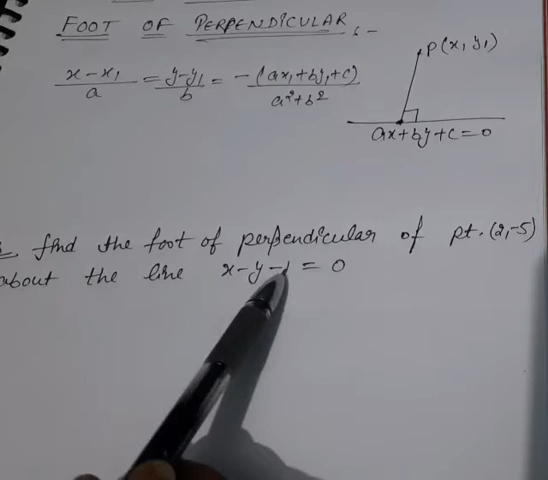 FOOT OF PERPENDICULAR :-
P(x, y₁)
x-x₁/a = y-y₁/b = -(ax₁+by₁+c)/a²+b²
ax+by+c=0
find the foot of perpendicular of pt. (2,-5)
about the line x-y-1=0